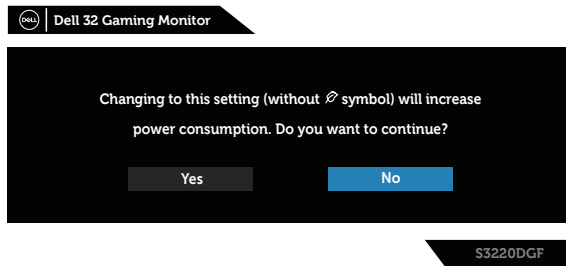 DELL Dell 32 Gaming Monitor
Changing to this setting (without symbol) will increase
power consumption. Do you want to continue?
Yes No
S3220DGF